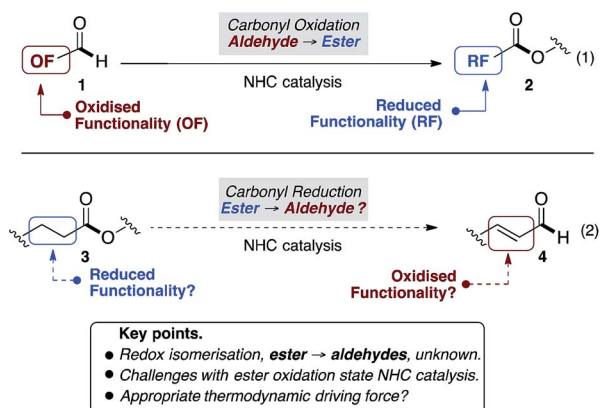 Carbonyl Oxidation
Aldehyde → Ester
O
OF
H
1
NHC catalysis
O
RF
O
2
(1)
Oxidised
Functionality (OF)
Reduced
Functionality (RF)
Carbonyl Reduction
Ester → Aldehyde ?
O
O
3
NHC catalysis
O
H
4
(2)
Reduced
Functionality?
Oxidised
Functionality?
Key points.
● Redox isomerisation, ester → aldehydes, unknown.
● Challenges with ester oxidation state NHC catalysis.
● Appropriate thermodynamic driving force?